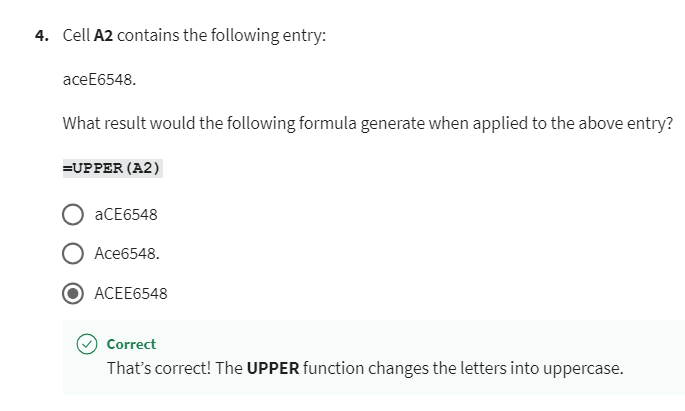 4. Cell A2 contains the following entry:
aceE6548.
What result would the following formula generate when applied to the above entry?
=UPPER(A2)
aCE6548
Ace6548.
ACEE6548
Correct
That's correct! The UPPER function changes the letters into uppercase.